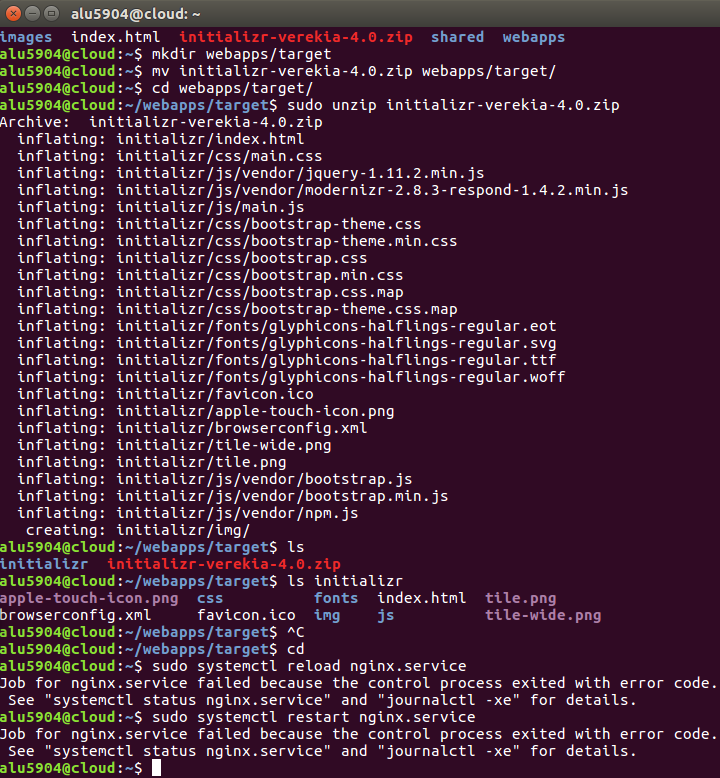 alu5904@cloud: ~
images  index.html  initializr-verekia-4.0.zip  shared  webapps
alu5904@cloud:~$ mkdir webapps/target
alu5904@cloud:~$ mv initializr-verekia-4.0.zip webapps/target/
alu5904@cloud:~$ cd webapps/target/
alu5904@cloud:~/webapps/target$ sudo unzip initializr-verekia-4.0.zip
Archive:  initializr-verekia-4.0.zip
  inflating: initializr/index.html
  inflating: initializr/css/main.css
  inflating: initializr/js/vendor/jquery-1.11.2.min.js
  inflating: initializr/js/vendor/modernizr-2.8.3-respond-1.4.2.min.js
  inflating: initializr/js/main.js
  inflating: initializr/css/bootstrap-theme.css
  inflating: initializr/css/bootstrap-theme.min.css
  inflating: initializr/css/bootstrap.css
  inflating: initializr/css/bootstrap.min.css
  inflating: initializr/css/bootstrap.css.map
  inflating: initializr/css/bootstrap-theme.css.map
  inflating: initializr/fonts/glyphicons-halflings-regular.eot
  inflating: initializr/fonts/glyphicons-halflings-regular.svg
  inflating: initializr/fonts/glyphicons-halflings-regular.ttf
  inflating: initializr/fonts/glyphicons-halflings-regular.woff
  inflating: initializr/favicon.ico
  inflating: initializr/apple-touch-icon.png
  inflating: initializr/browserconfig.xml
  inflating: initializr/tile-wide.png
  inflating: initializr/tile.png
  inflating: initializr/js/vendor/bootstrap.js
  inflating: initializr/js/vendor/bootstrap.min.js
  inflating: initializr/js/vendor/npm.js
   creating: initializr/img/
alu5904@cloud:~/webapps/target$ ls
initializr  initializr-verekia-4.0.zip
alu5904@cloud:~/webapps/target$ ls initializr
apple-touch-icon.png  css          fonts  index.html  tile.png
browserconfig.xml     favicon.ico  img    js          tile-wide.png
alu5904@cloud:~/webapps/target$ ^C
alu5904@cloud:~/webapps/target$ cd
alu5904@cloud:~$ sudo systemctl reload nginx.service
Job for nginx.service failed because the control process exited with error code.
 See "systemctl status nginx.service" and "journalctl -xe" for details.
alu5904@cloud:~$ sudo systemctl restart nginx.service
Job for nginx.service failed because the control process exited with error code.
 See "systemctl status nginx.service" and "journalctl -xe" for details.
alu5904@cloud:~$